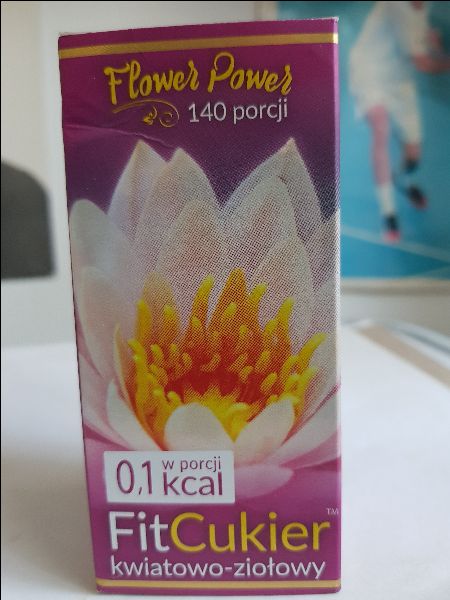 Flower Power
140 porcji
w porcji
0,1 kcal
FitCukier™
kwiatowo-ziołowy